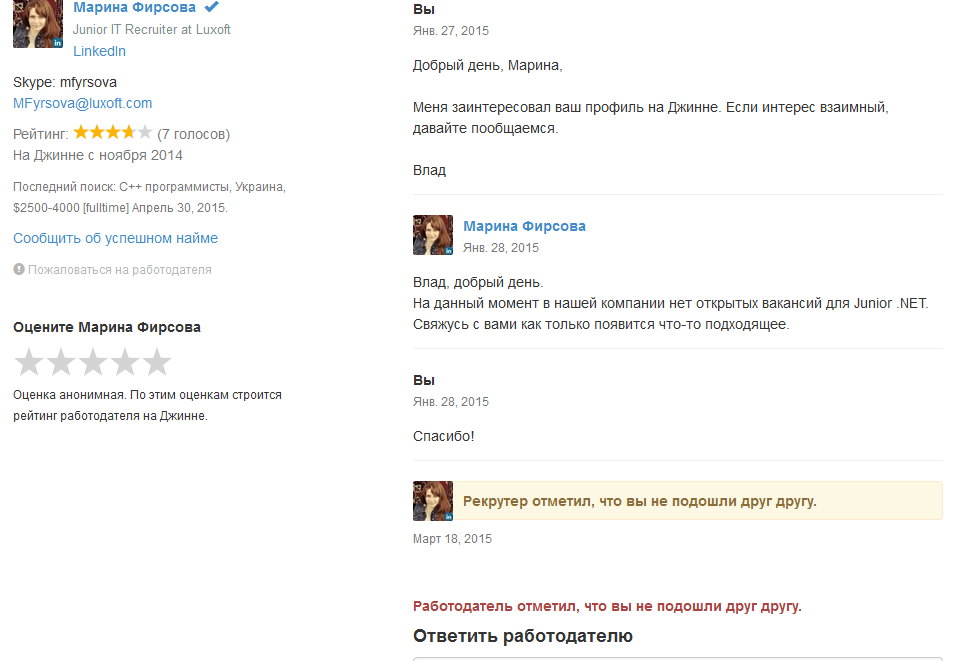 Марина Фирсова
Junior IT Recruiter at Luxoft
LinkedIn
Skype: mfyrsova
MFyrsova@luxoft.com
Рейтинг: (7 голосов)
На Джинне с ноября 2014
Последний поиск: C++ программисты, Украина,
$2500-4000 [fulltime] Апрель 30, 2015.
Сообщить об успешном найме
Пожаловаться на работодателя
Оцените Марина Фирсова
Оценка анонимная. По этим оценкам строится
рейтинг работодателя на Джинне.
Вы
Янв. 27, 2015
Добрый день, Марина,
Меня заинтересовал ваш профиль на Джинне. Если интерес взаимный,
давайте пообщаемся.
Влад
Марина Фирсова
Янв. 28, 2015
Влад, добрый день.
На данный момент в нашей компании нет открытых вакансий для Junior .NET.
Свяжусь с вами как только появится что-то подходящее.
Вы
Янв. 28, 2015
Спасибо!
Рекрутер отметил, что вы не подошли друг другу.
Март 18, 2015
Работодатель отметил, что вы не подошли друг другу.
Ответить работодателю